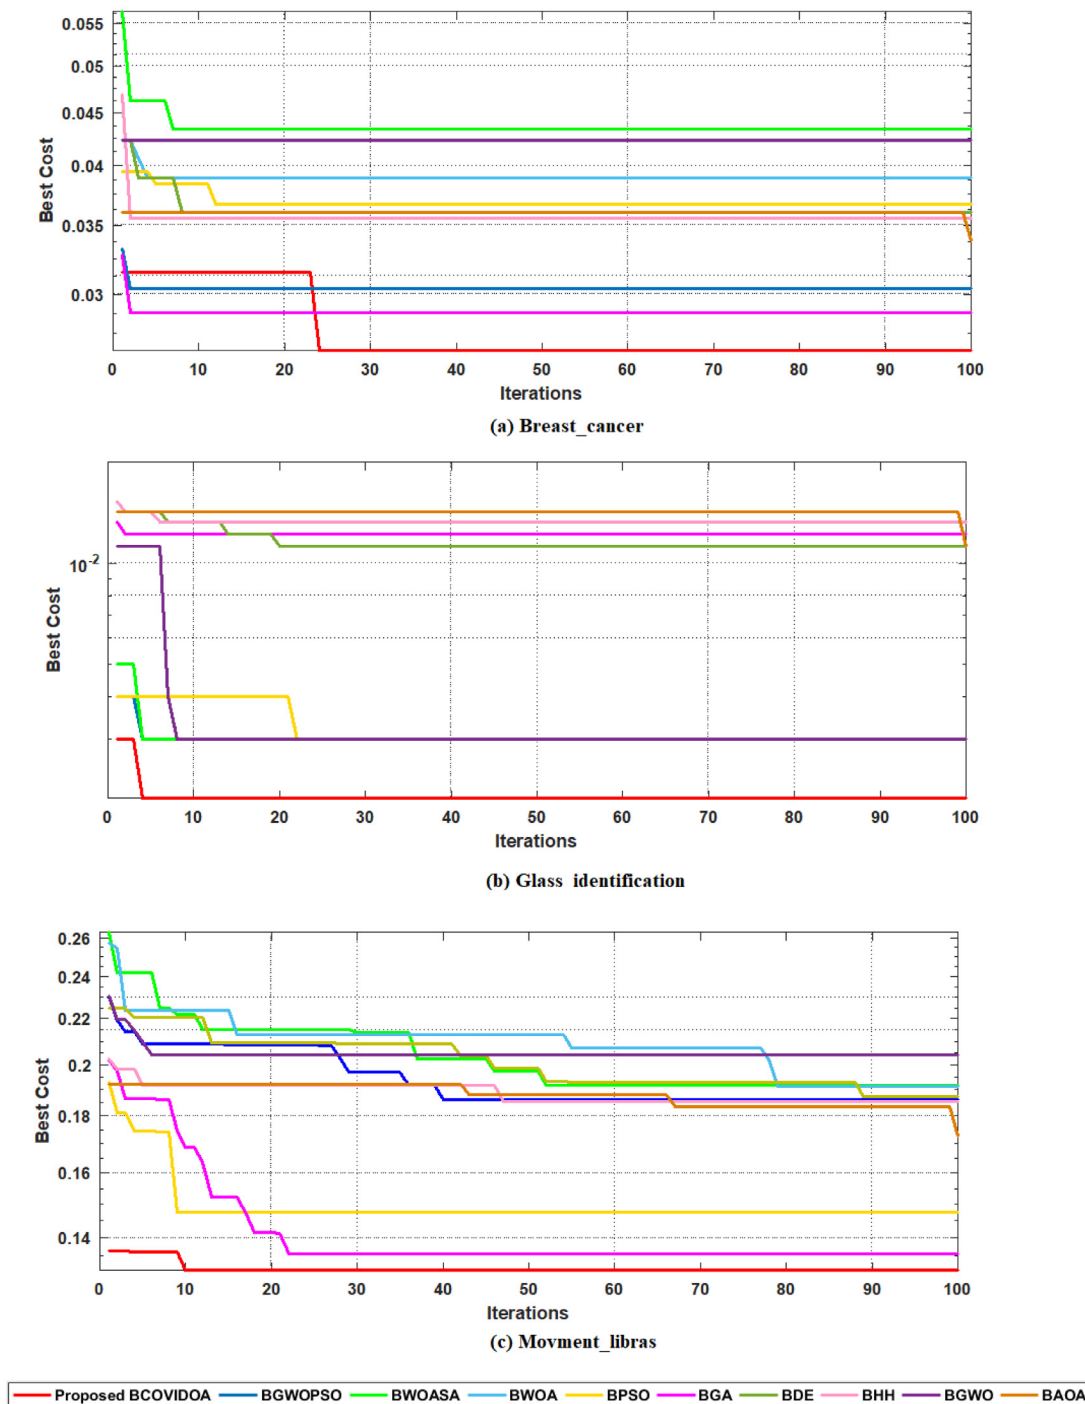 0.055
0.05
0.045
0.04
0.035
0.03
Best Cost
0 10 20 30 40 50 60 70 80 90 100
Iterations
(a) Breast_cancer
10-2
Best Cost
0 10 20 30 40 50 60 70 80 90 100
Iterations
(b) Glass identification
0.26
0.24
0.22
0.2
0.18
0.16
0.14
Best Cost
0 10 20 30 40 50 60 70 80 90 100
Iterations
(c) Movment_libras
Proposed BCOVIDOA BGWOPSO BWOASA BWOA BPSO BGA BDE BHH BGWO BAOA